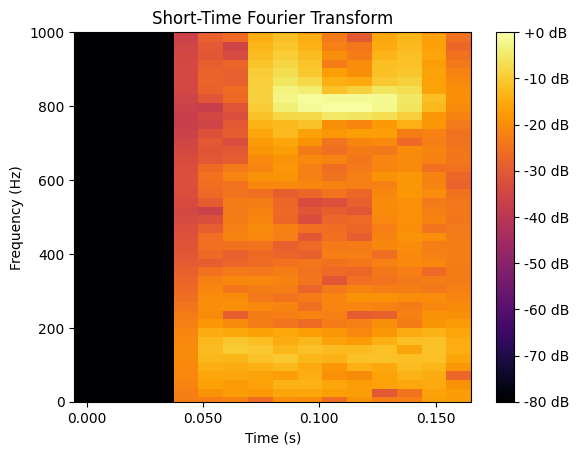 Short-Time Fourier Transform
1000
800
600
400
200
0
Frequency (Hz)
0.000
0.050
0.100
0.150
Time (s)
+0 dB
-10 dB
-20 dB
-30 dB
-40 dB
-50 dB
-60 dB
-70 dB
-80 dB